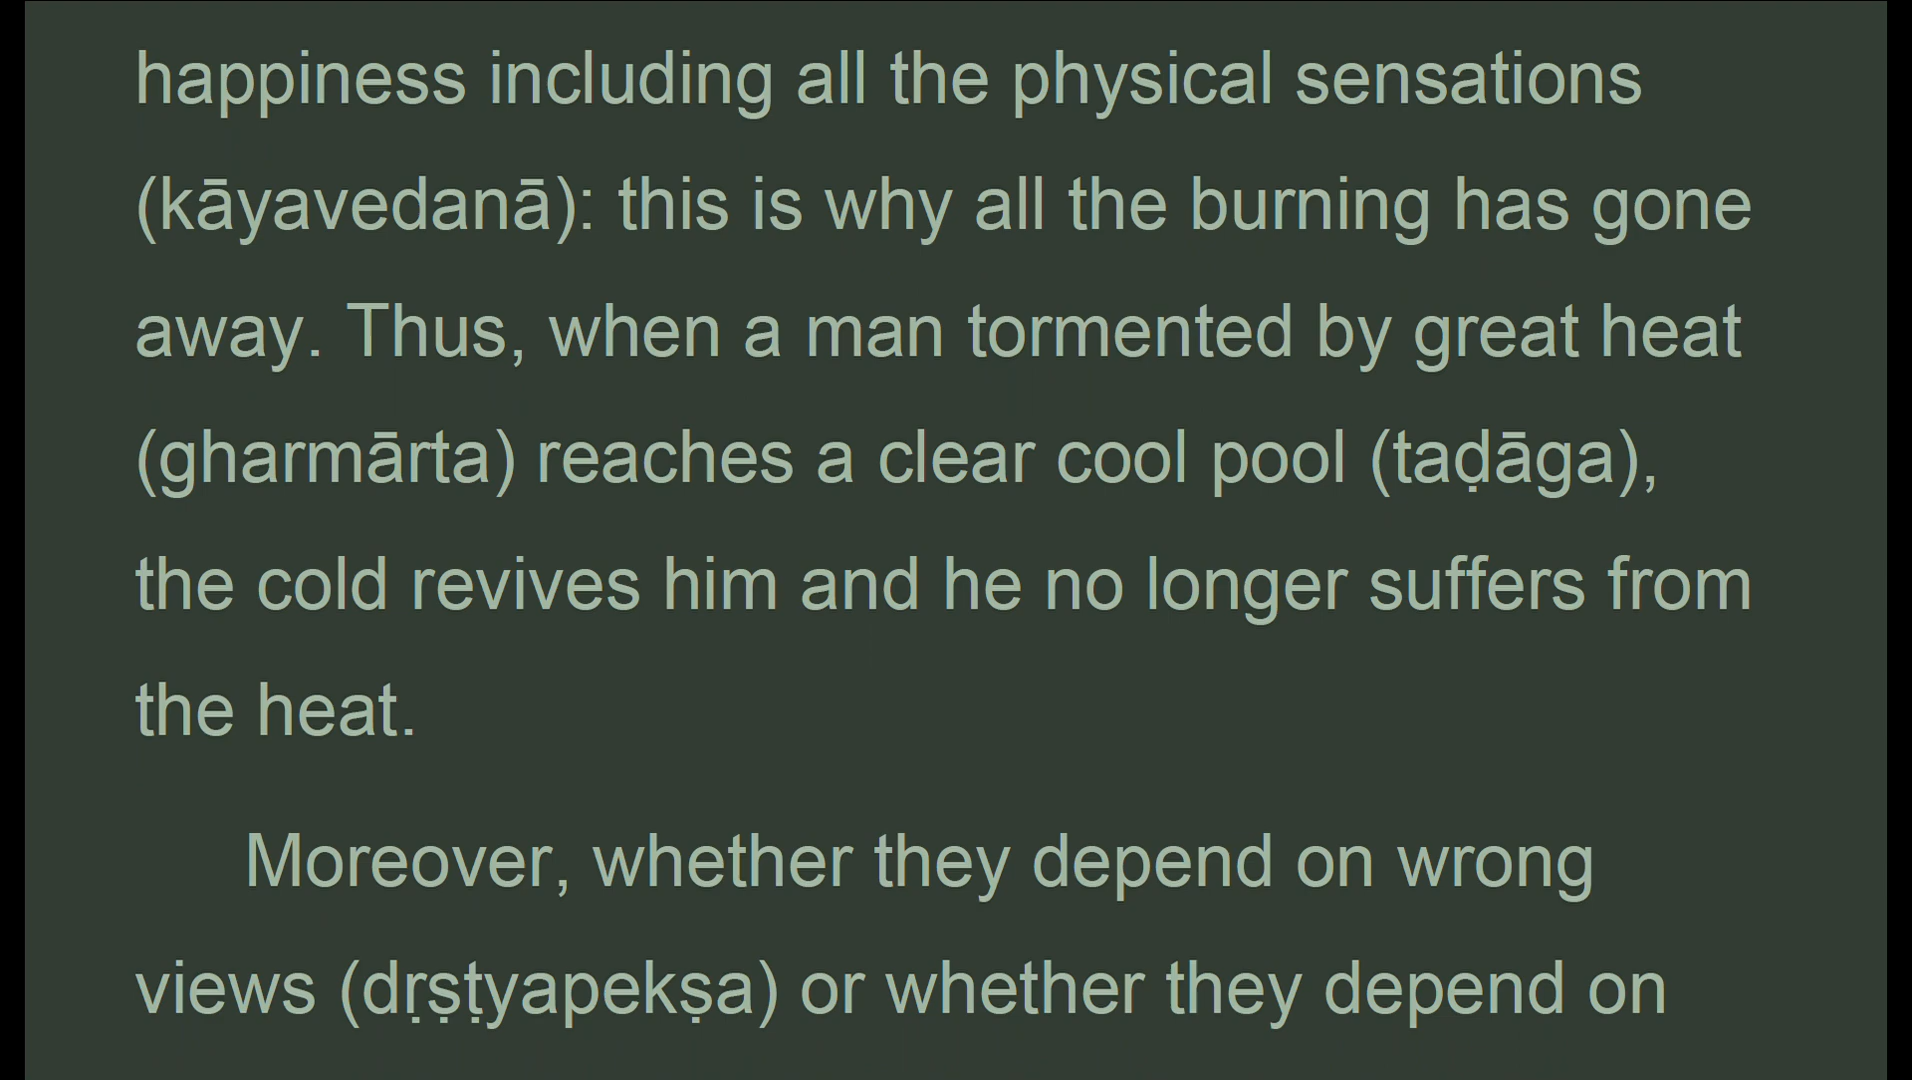 happiness including all the physical sensations
(kāyavedanā): this is why all the burning has gone
away. Thus, when a man tormented by great heat
(gharmārta) reaches a clear cool pool (taḍāga),
the cold revives him and he no longer suffers from
the heat.
Moreover, whether they depend on wrong
views (dṛṣṭyapekṣa) or whether they depend on